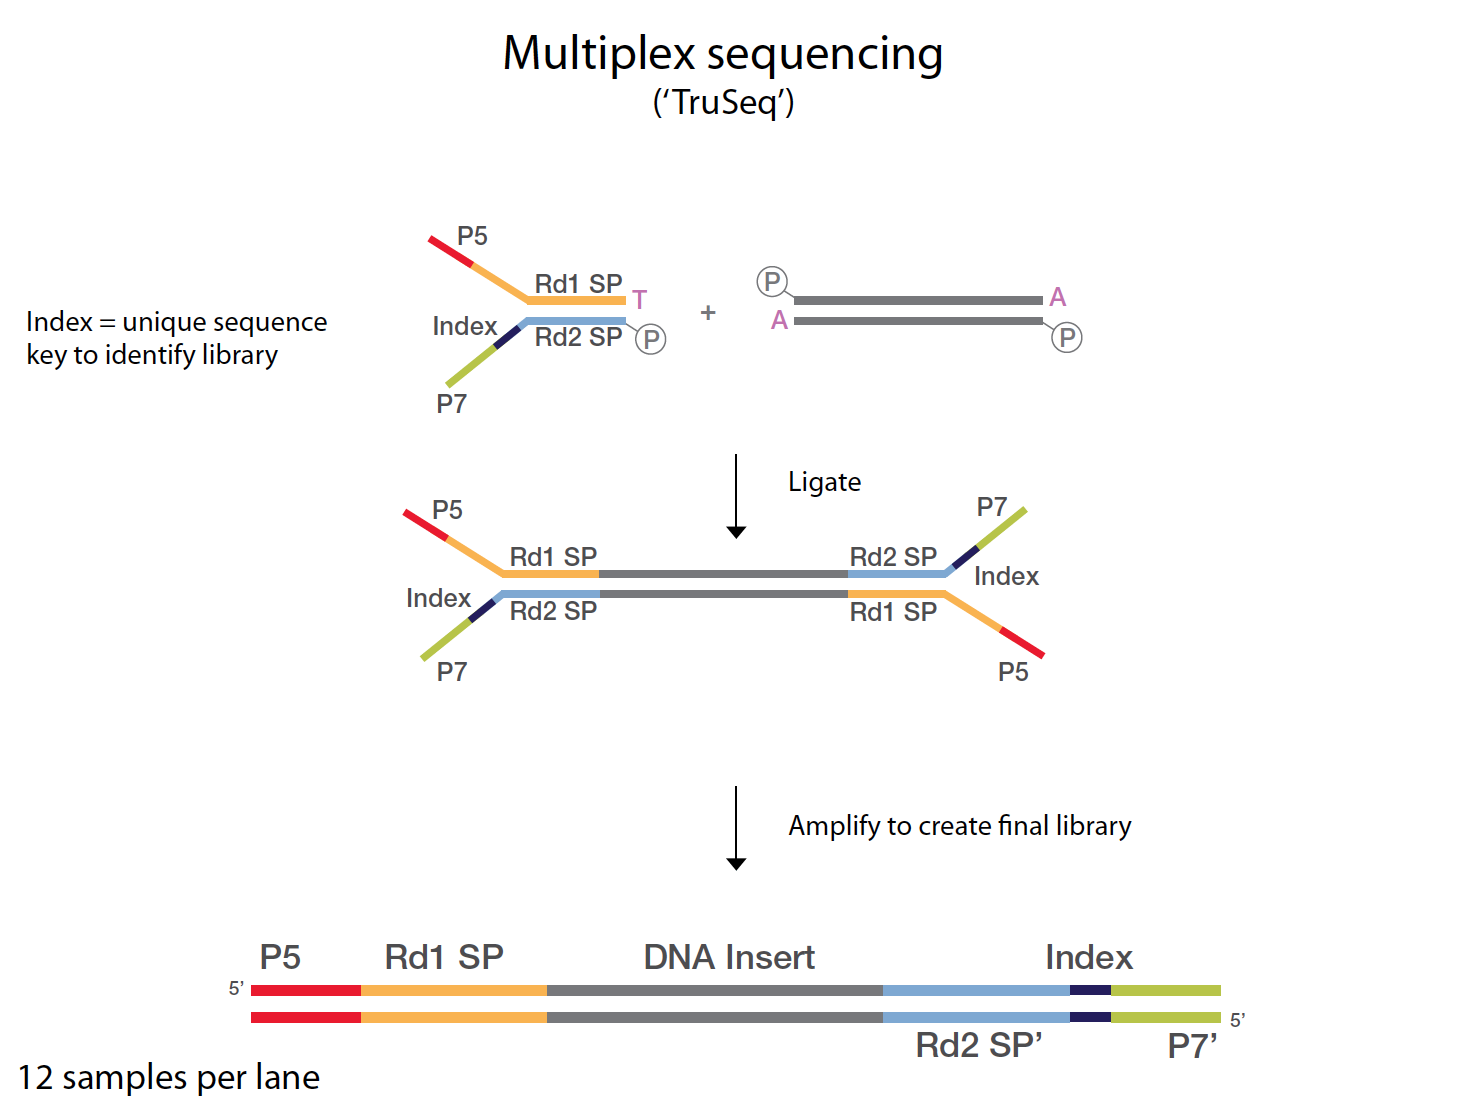 Multiplex sequencing
(‘TruSeq’)
P5
Rd1 SP T
Index
Rd2 SP P
P7
+
P
A
A
P
Index = unique sequence
key to identify library
Ligate
P5
P7
Rd1 SP
Rd2 SP
Index
Index
Rd2 SP
Rd1 SP
P7
P5
Amplify to create final library
P5 Rd1 SP DNA Insert Index
5’
5’
Rd2 SP’ P7’
12 samples per lane